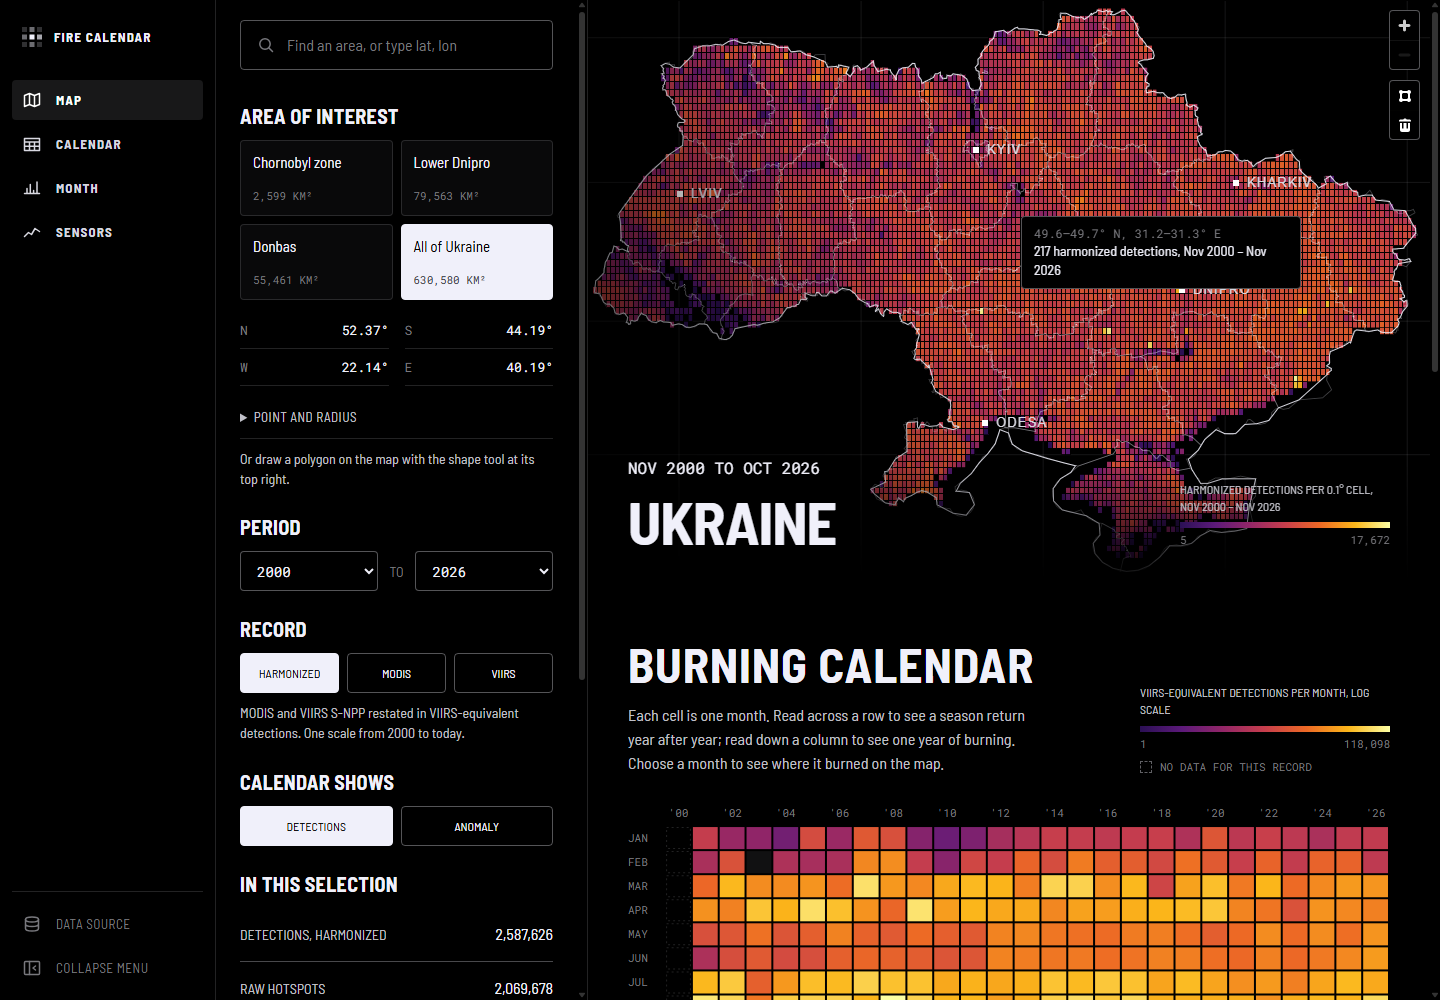 FIRE CALENDAR
MAP
CALENDAR
MONTH
SENSORS
DATA SOURCE
COLLAPSE MENU
Find an area, or type lat, lon
AREA OF INTEREST
Chornobyl zone
2,599 KM²
Lower Dnipro
79,563 KM²
Donbas
55,461 KM²
All of Ukraine
630,580 KM²
N 52.37° S 44.19°
W 22.14° E 40.19°
POINT AND RADIUS
Or draw a polygon on the map with the shape tool at its
top right.
PERIOD
2000 TO 2026
RECORD
HARMONIZED MODIS VIIRS
MODIS and VIIRS S-NPP restated in VIIRS-equivalent
detections. One scale from 2000 to today.
CALENDAR SHOWS
DETECTIONS ANOMALY
IN THIS SELECTION
DETECTIONS, HARMONIZED 2,587,626
RAW HOTSPOTS 2,069,678
KYIV
LVIV
KHARKIV
49.6–49.7° N, 31.2–31.3° E
217 harmonized detections, Nov 2000 – Nov
2026
DNIPRO
ODESA
NOV 2000 TO OCT 2026
UKRAINE
HARMONIZED DETECTIONS PER 0.1° CELL,
NOV 2000 – NOV 2026
5 17,672
BURNING CALENDAR
Each cell is one month. Read across a row to see a season return
year after year; read down a column to see one year of burning.
Choose a month to see where it burned on the map.
VIIRS-EQUIVALENT DETECTIONS PER MONTH, LOG
SCALE
1 118,098
NO DATA FOR THIS RECORD
'00 '02 '04 '06 '08 '10 '12 '14 '16 '18 '20 '22 '24 '26
JAN
FEB
MAR
APR
MAY
JUN
JUL